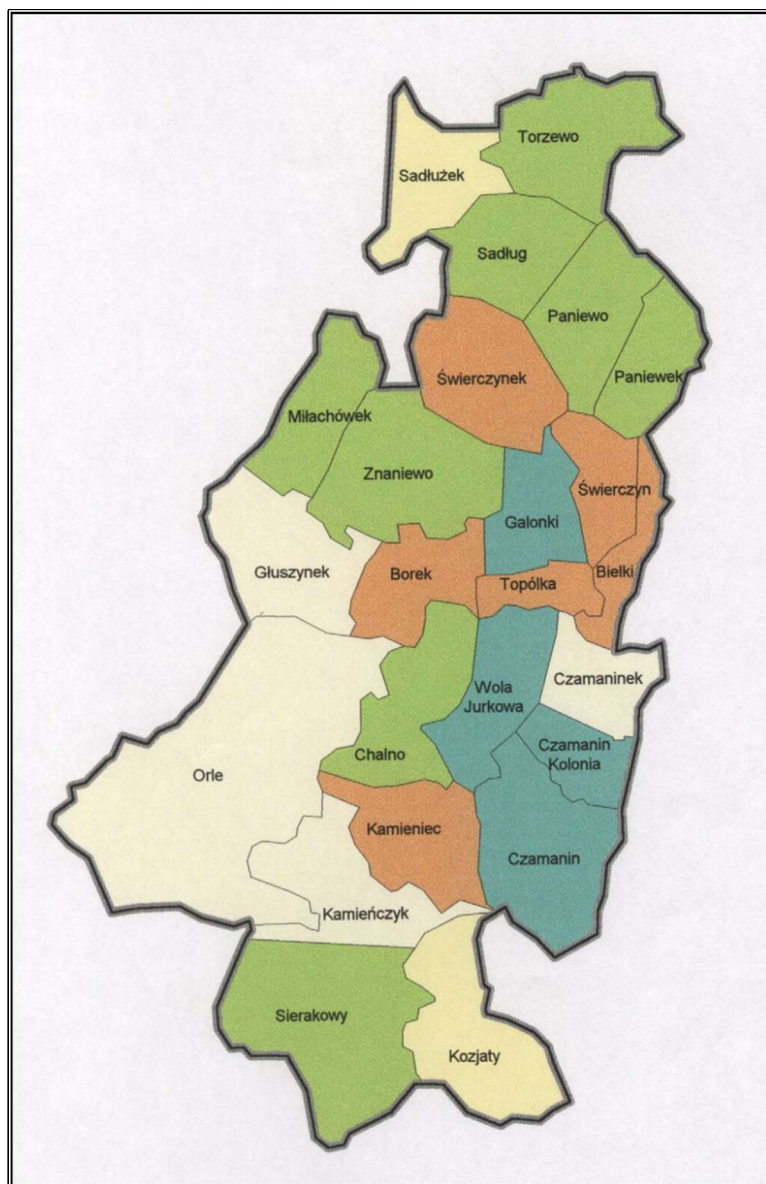 Torzewo
Sadłużek
Sadług
Paniewo
Świerczynek
Paniewek
Miłachówek
Znaniewo
Świerczyn
Galonki
Głuszynek
Borek
Bielki
Topólka
Czamaninek
Wola
Jurkowa
Czamanin
Kolonia
Chalno
Orle
Kamieniec
Czamanin
Kamieńczyk
Sierakowy
Kozjaty